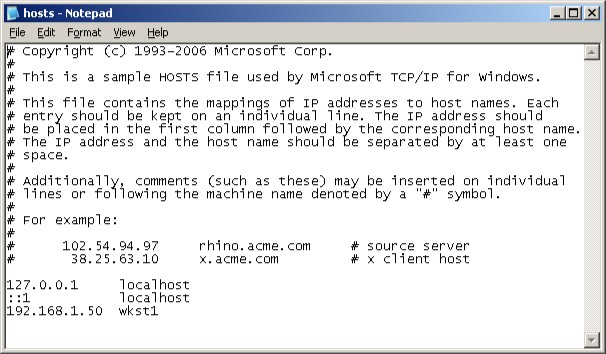 hosts - Notepad
File Edit Format View Help
# Copyright (c) 1993-2006 Microsoft Corp.
#
# This is a sample HOSTS file used by Microsoft TCP/IP for Windows.
#
# This file contains the mappings of IP addresses to host names. Each
# entry should be kept on an individual line. The IP address should
# be placed in the first column followed by the corresponding host name.
# The IP address and the host name should be separated by at least one
# space.
#
# Additionally, comments (such as these) may be inserted on individual
# lines or following the machine name denoted by a "#" symbol.
#
# For example:
#
#      102.54.94.97     rhino.acme.com     # source server
#       38.25.63.10     x.acme.com         # x client host

127.0.0.1     localhost
::1           localhost
192.168.1.50  wkst1